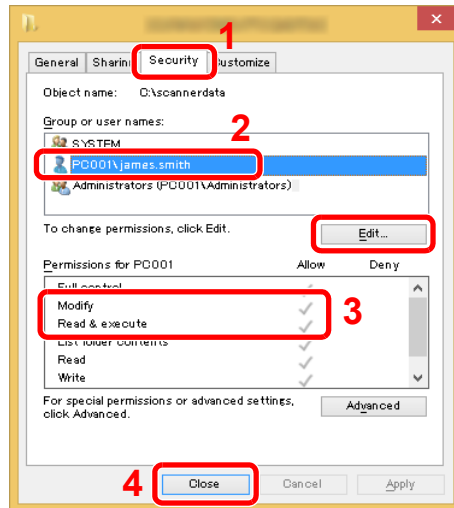 1
General Sharin Security ustomize
Object name: C:\scannerdata
Group or user names:
2
SYSTEM
PC001\james.smith
Administrators (PC001\Administrators)
To change permissions, click Edit.
Edit...
Permissions for PC001 Allow Deny
Full control
Modify
3
Read & execute
List folder contents
Read
Write
For special permissions or advanced settings,
click Advanced.
Advanced
4
Close Cancel Apply